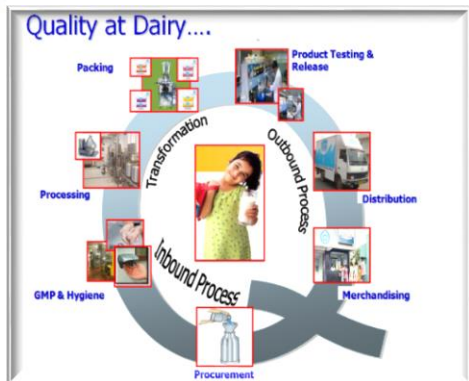 Quality at Dairy....
Product Testing &
Release
Packing
Transformation
Outbound Process
Processing
Distribution
Inbound Process
GMP & Hygiene
Merchandising
Procurement